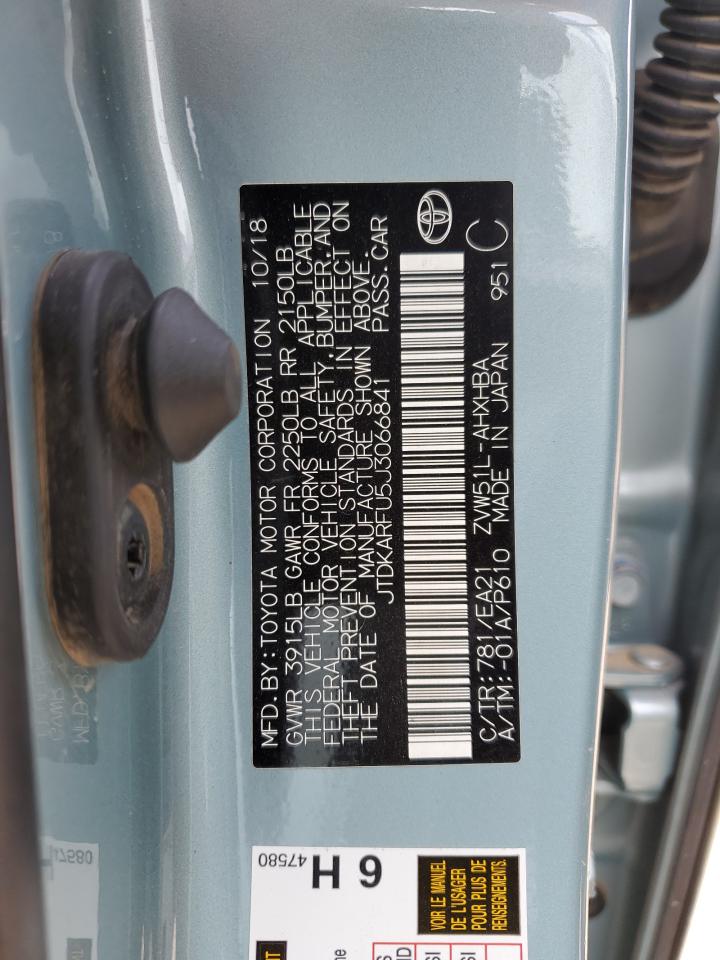 MFD.BY:TOYOTA MOTOR CORPORATION 10/18
GVWR 3915LB GAWR FR 2250LB RR 2150LB
THIS VEHICLE CONFORMS TO ALL APPLICABLE
FEDERAL MOTOR VEHICLE SAFETY,BUMPER,AND
THEFT PREVENTION STANDARDS IN EFFECT ON
THE DATE OF MANUFACTURE SHOWN ABOVE.
JTDKARFU5J3066841 PASS.CAR
C/TR:781/EA21 ZVW51L-AHXHBA
A/TM:-01A/P610 MADE IN JAPAN 951 C
47580
6 H
VOIR LE MANUEL
DE L'USAGER
POUR PLUS DE
RENSEIGNEMENTS.